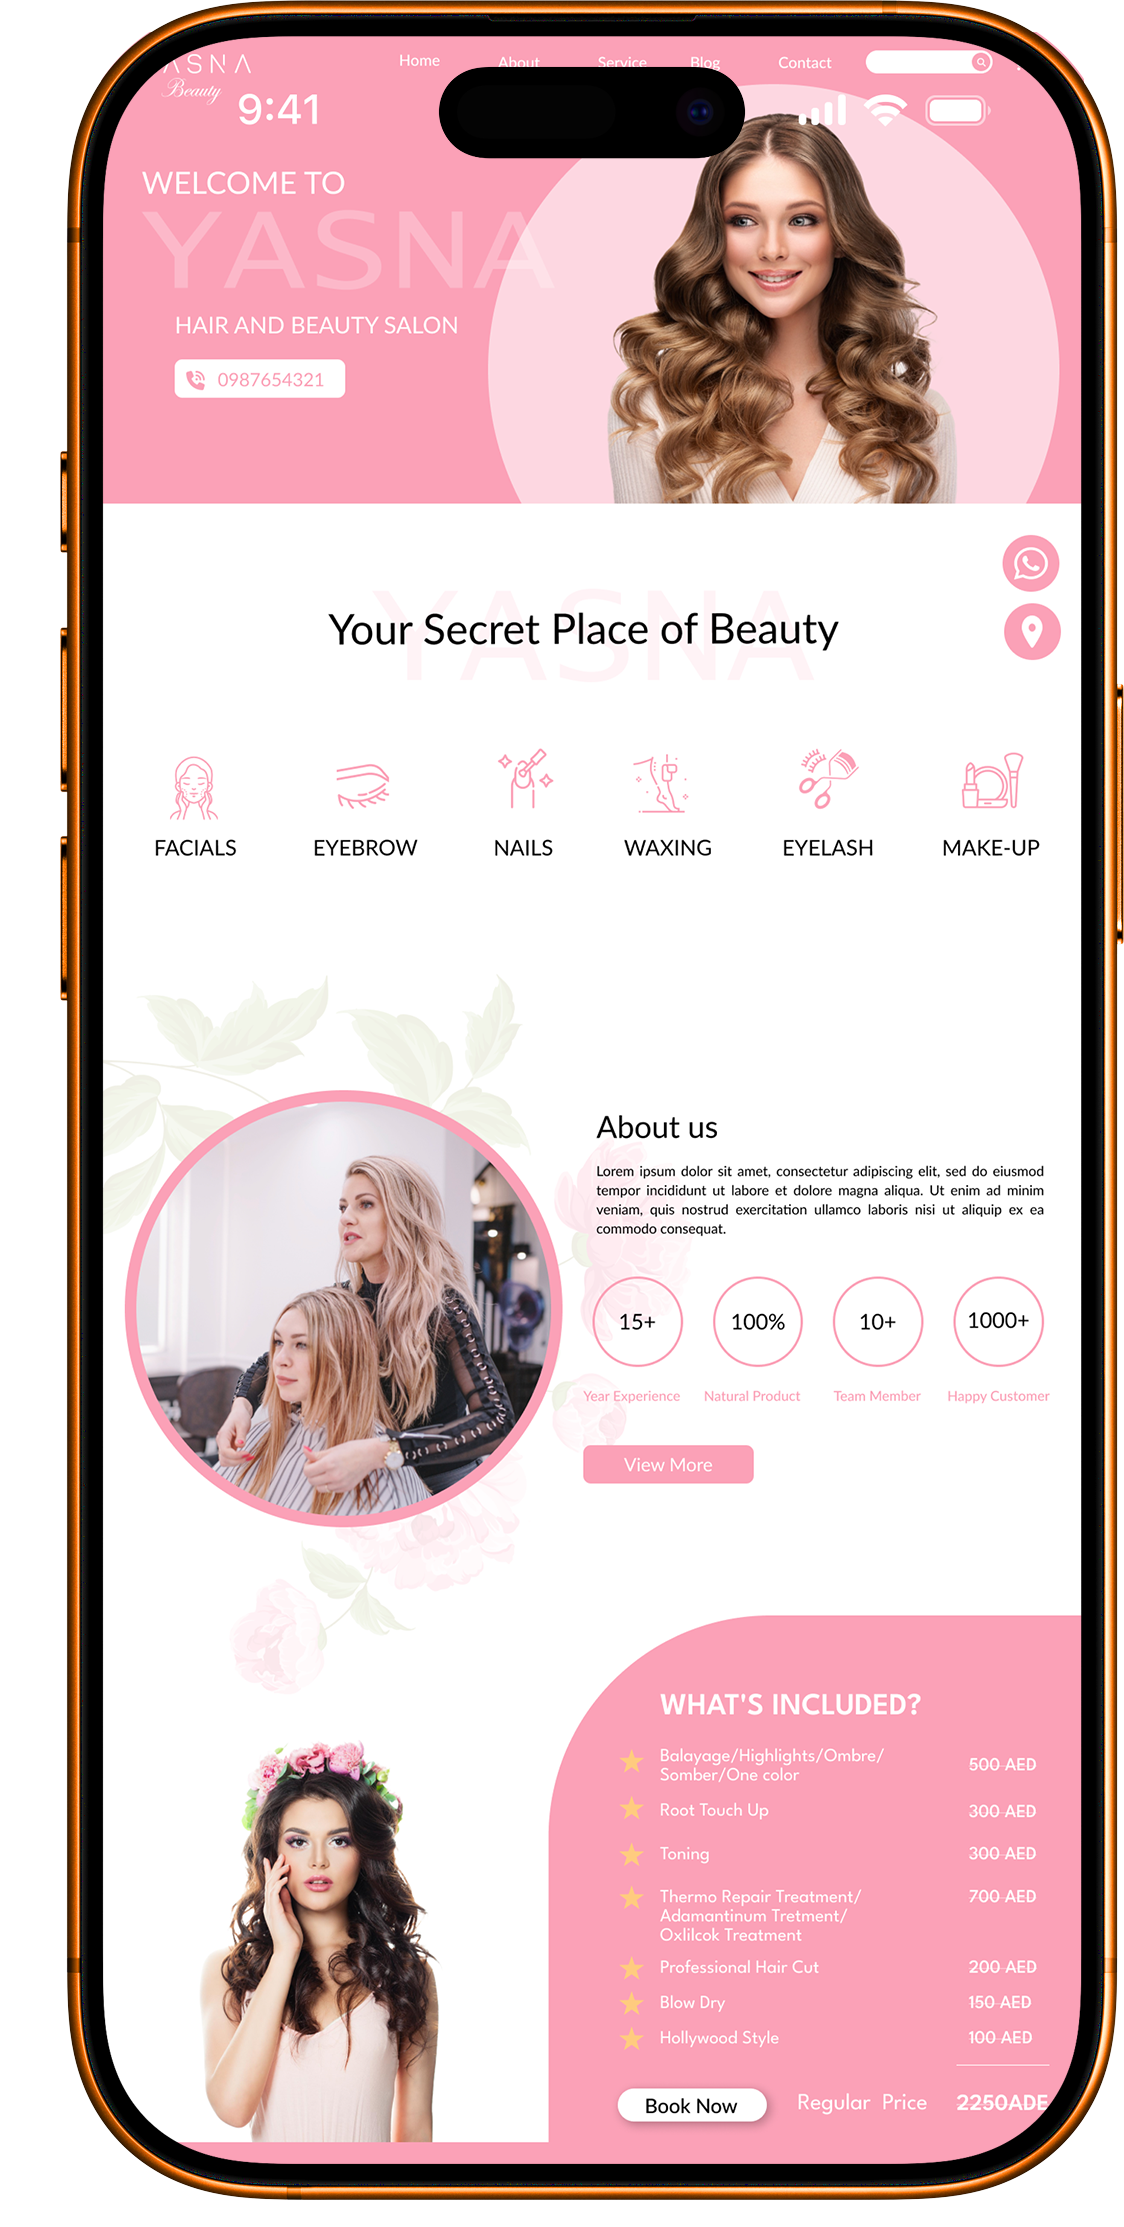 ASNA
Beauty
Home
About
Service
Blog
Contact
9:41
WELCOME TO
YASNA
HAIR AND BEAUTY SALON
0987654321
YASNA
Your Secret Place of Beauty
FACIALS
EYEBROW
NAILS
WAXING
EYELASH
MAKE-UP
About us
Lorem ipsum dolor sit amet, consectetur adipiscing elit, sed do eiusmod
tempor incididunt ut labore et dolore magna aliqua. Ut enim ad minim
veniam, quis nostrud exercitation ullamco laboris nisi ut aliquip ex ea
commodo consequat.
15+
100%
10+
1000+
Year Experience
Natural Product
Team Member
Happy Customer
View More
WHAT'S INCLUDED?
Balayage/Highlights/Ombre/
Somber/One color
500 AED
Root Touch Up
300 AED
Toning
300 AED
Thermo Repair Treatment/
Adamantinum Tretment/
Oxlilcok Treatment
700 AED
Professional Hair Cut
200 AED
Blow Dry
150 AED
Hollywood Style
100 AED
Book Now
Regular Price
2250ADE